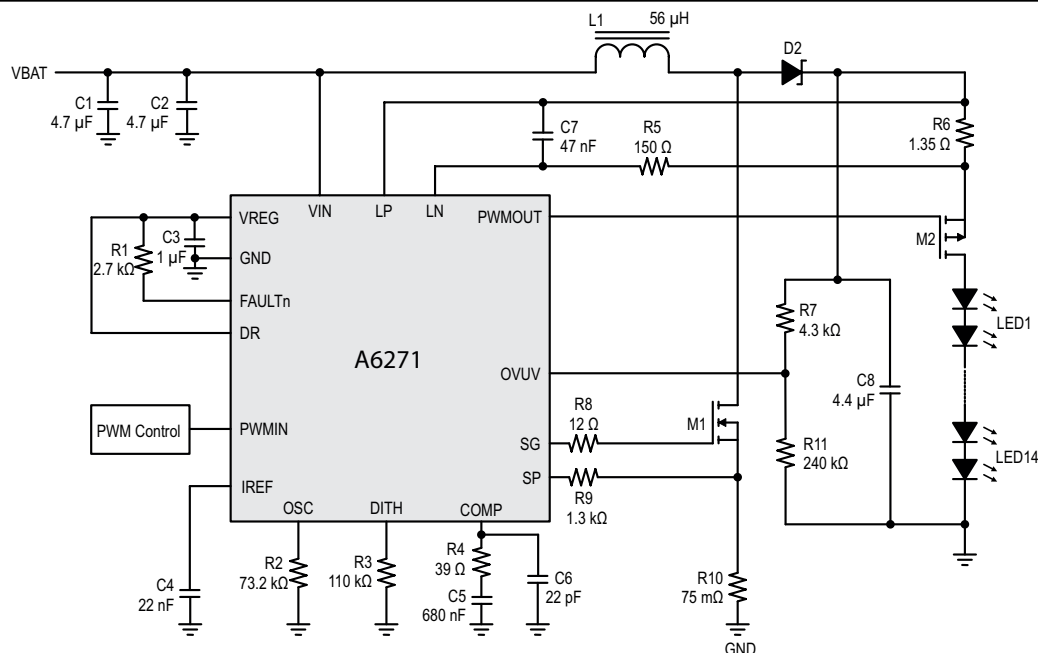 L1
56 µH
D2
VBAT
C1
4.7 µF
C2
4.7 µF
C7
47 nF
R5
150 Ω
R6
1.35 Ω
VREG
VIN
LP
LN
PWMOUT
M2
R1
2.7 kΩ
C3
1 µF
GND
FAULTn
DR
R7
4.3 kΩ
LED1
A6271
OVUV
C8
4.4 µF
PWM Control
PWMIN
R8
12 Ω
M1
SG
R11
240 kΩ
LED14
SP
R9
1.3 kΩ
IREF
OSC
DITH
COMP
R2
73.2 kΩ
R3
110 kΩ
R4
39 Ω
C4
22 nF
C5
680 nF
C6
22 pF
R10
75 mΩ
GND